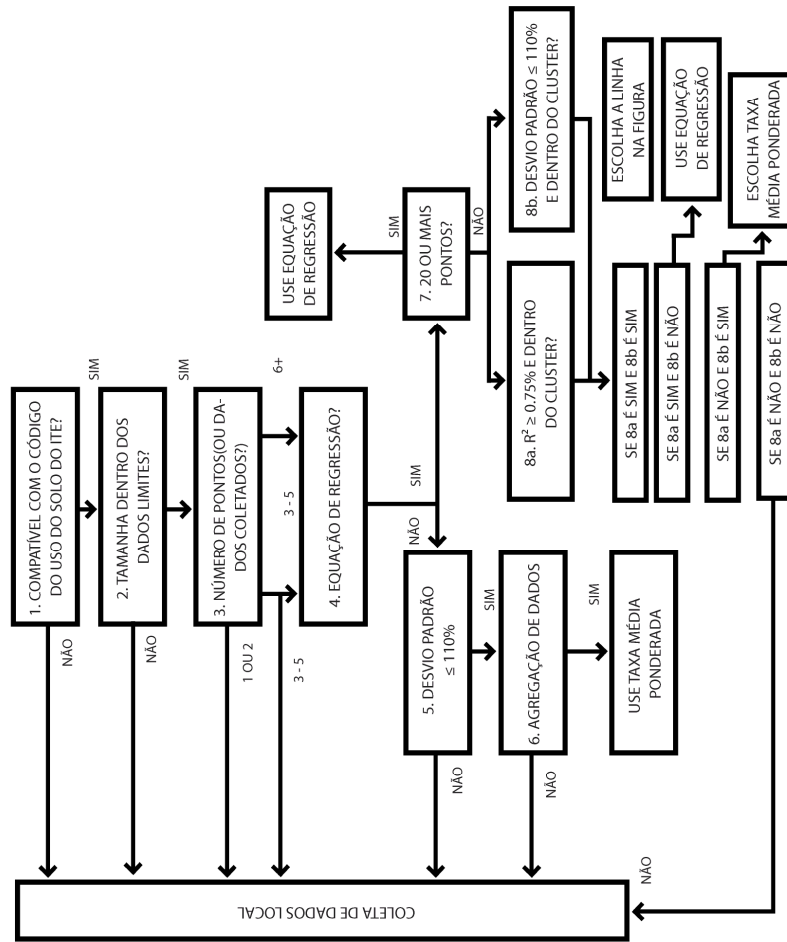 1. COMPATÍVEL COM O CÓDIGO
DO USO DO SOLO DO ITE?
NÃO
SIM
2. TAMANHA DENTRO DOS
DADOS LIMITES?
NÃO
SIM
3. NÚMERO DE PONTOS(OU DA-
DOS COLETADOS?)
1 OU 2
3 - 5
3 - 5
6+
4. EQUAÇÃO DE REGRESSÃO?
NÃO
SIM
5. DESVIO PADRÃO
≤ 110%
NÃO
SIM
6. AGREGAÇÃO DE DADOS
NÃO
SIM
USE TAXA MÉDIA
PONDERADA
7. 20 OU MAIS
PONTOS?
SIM
NÃO
USE EQUAÇÃO
DE REGRESSÃO
8a. R² ≥ 0.75% E DENTRO
DO CLUSTER?
8b. DESVIO PADRÃO ≤ 110%
E DENTRO DO CLUSTER?
SE 8a É SIM E 8b É SIM
ESCOLHA A LINHA
NA FIGURA
SE 8a É SIM E 8b É NÃO
USE EQUAÇÃO
DE REGRESSÃO
SE 8a É NÃO E 8b É SIM
ESCOLHA TAXA
MÉDIA PONDERADA
SE 8a É NÃO E 8b É NÃO
NÃO
COLETA DE DADOS LOCAL